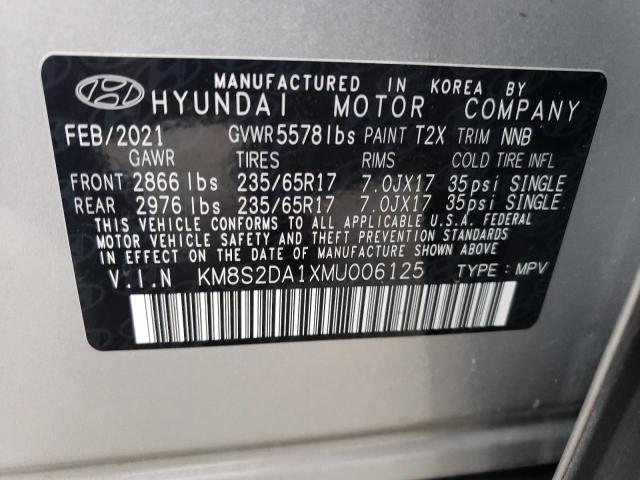 MANUFACTURED IN KOREA BY
HYUNDAI MOTOR COMPANY
FEB/2021 GVWR 5578lbs PAINT T2X TRIM NNB
GAWR TIRES RIMS COLD TIRE INFL
FRONT 2866 lbs 235/65R17 7.0JX17 35psi SINGLE
REAR 2976 lbs 235/65R17 7.0JX17 35psi SINGLE
THIS VEHICLE CONFORMS TO ALL APPLICABLE U.S.A. FEDERAL
MOTOR VEHICLE SAFETY AND THEFT PREVENTION STANDARDS
IN EFFECT ON THE DATE OF MANUFACTURE SHOWN ABOVE.
V.I.N KM8S2DA1XMU006125 TYPE : MPV